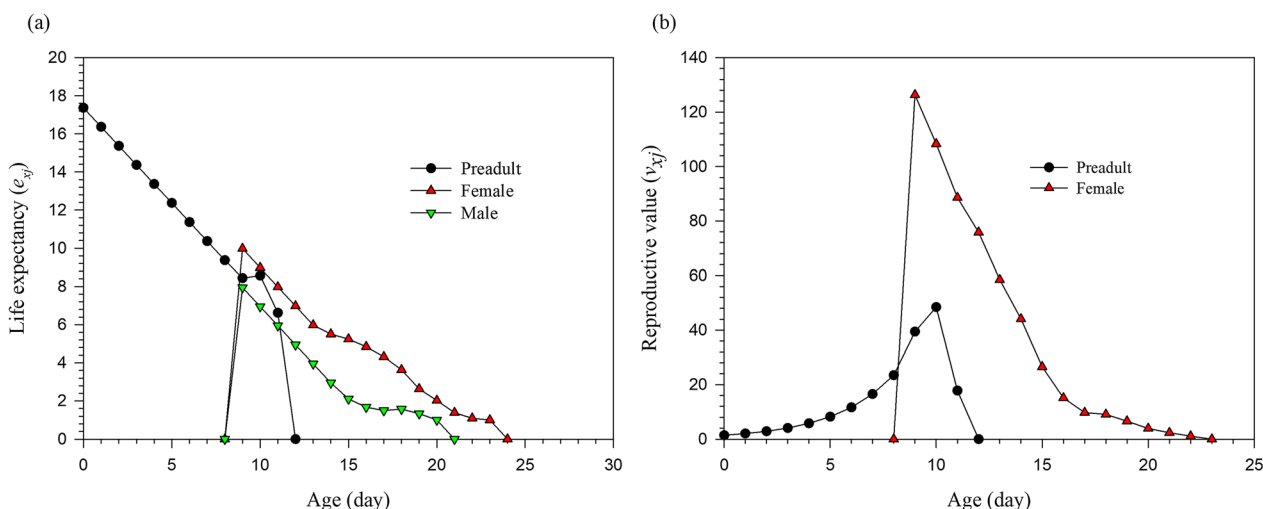 (a)
20
18
16
14
12
10
8
6
4
2
0
Life expectancy (exj)
0 5 10 15 20 25 30
Age (day)
Preadult
Female
Male
(b)
140
120
100
80
60
40
20
0
Reproductive value (vxj)
0 5 10 15 20 25
Age (day)
Preadult
Female